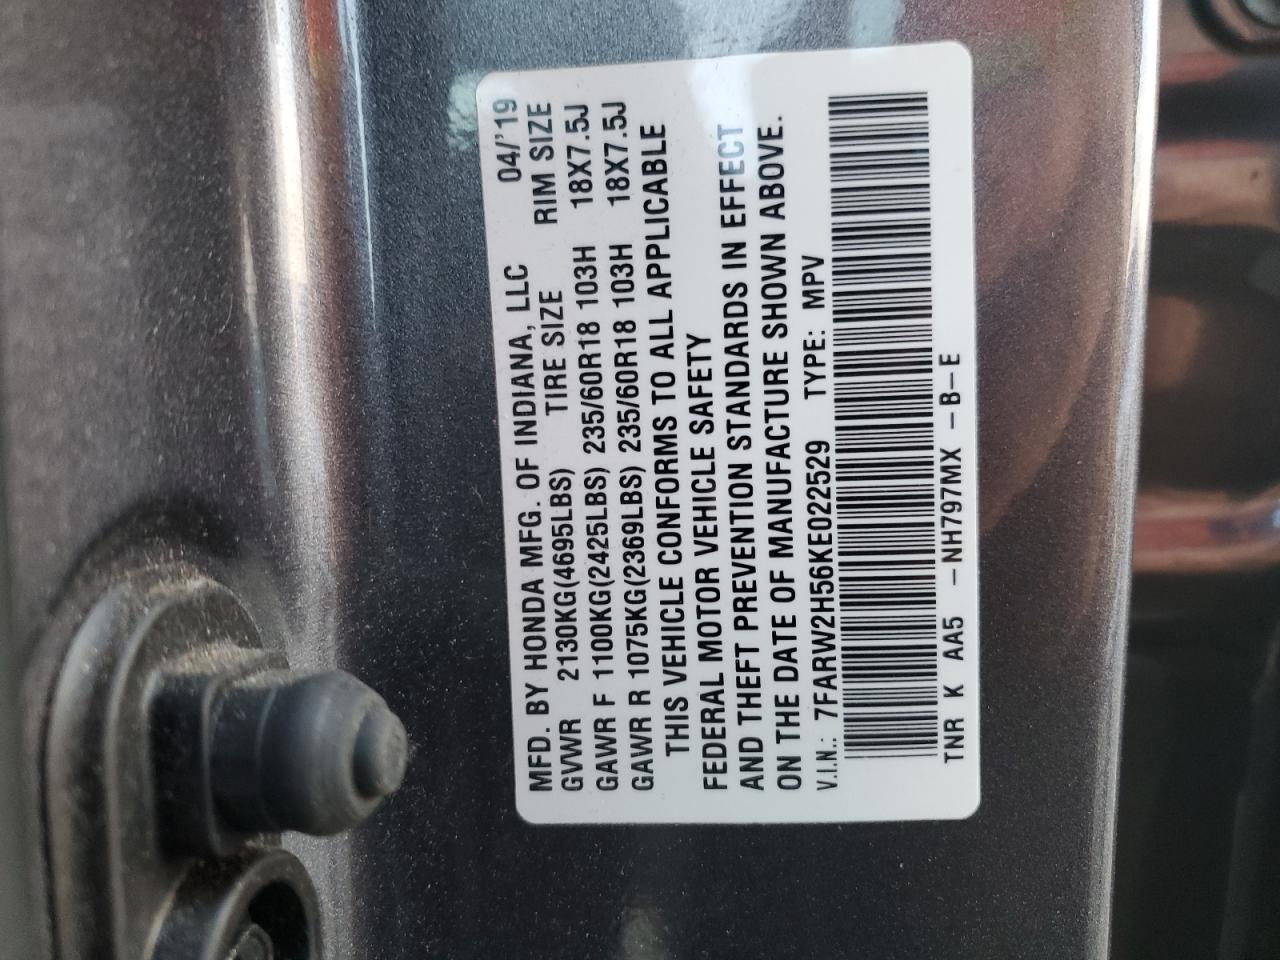 MFD. BY HONDA MFG. OF INDIANA, LLC 04/'19
GVWR 2130KG(4695LBS) TIRE SIZE RIM SIZE
GAWR F 1100KG(2425LBS) 235/60R18 103H 18X7.5J
GAWR R 1075KG(2369LBS) 235/60R18 103H 18X7.5J
THIS VEHICLE CONFORMS TO ALL APPLICABLE
FEDERAL MOTOR VEHICLE SAFETY
AND THEFT PREVENTION STANDARDS IN EFFECT
ON THE DATE OF MANUFACTURE SHOWN ABOVE.
V.I.N.: 7FARW2H56KE022529 TYPE: MPV
TNR K AA5 -NH797MX -B-E